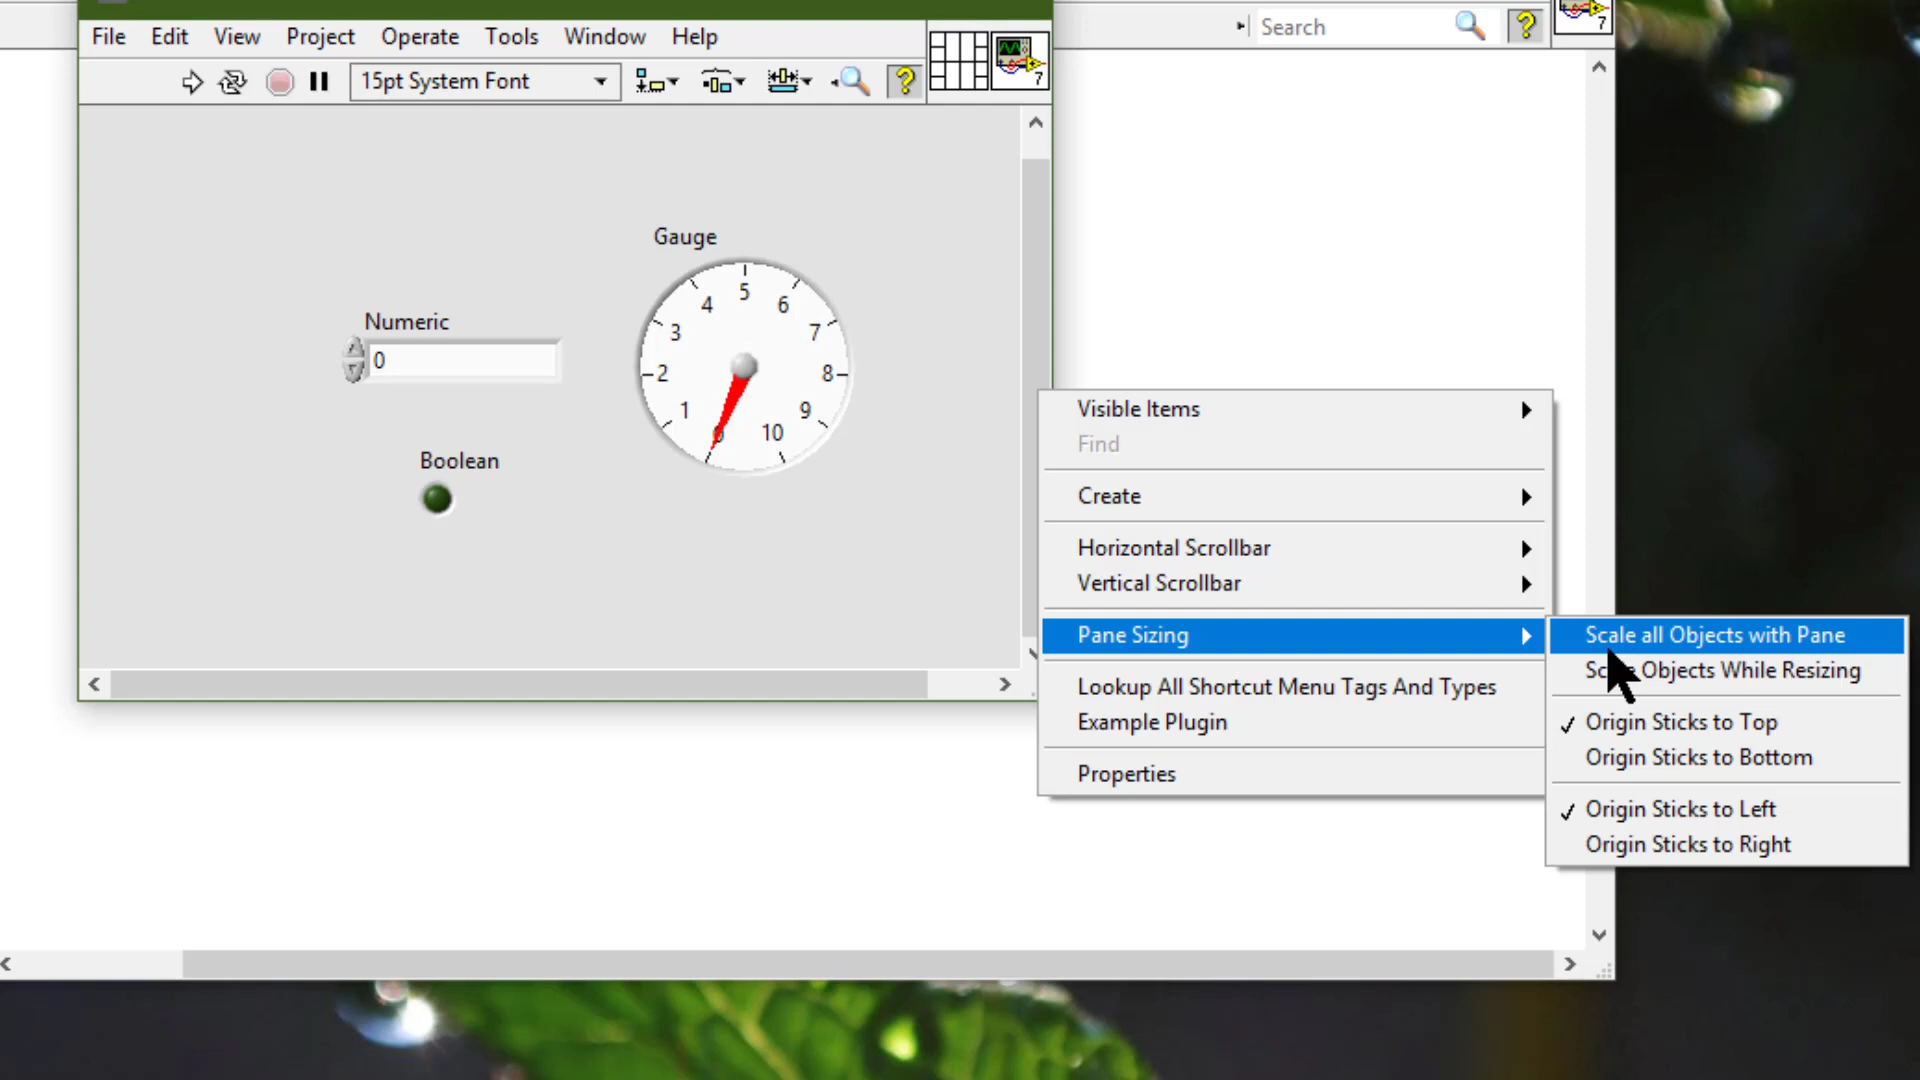 File Edit View Project Operate Tools Window Help
Search
7
15pt System Font
7
Gauge
Numeric
0
0
1
2
3
4
5
6
7
8
9
10
Boolean
Visible Items
Find
Create
Horizontal Scrollbar
Vertical Scrollbar
Pane Sizing
Lookup All Shortcut Menu Tags And Types
Example Plugin
Properties
Scale all Objects with Pane
Objects While Resizing
Origin Sticks to Top
Origin Sticks to Bottom
Origin Sticks to Left
Origin Sticks to Right